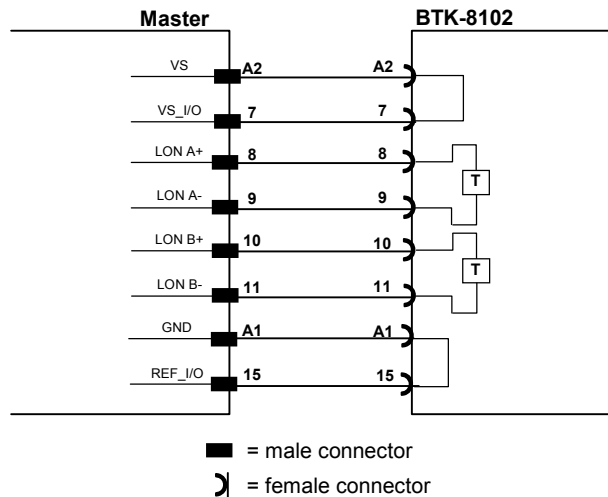 Master BTK-8102
VS A2 A2
VS_I/O 7 7
LON A+ 8 8
T
LON A- 9 9
LON B+ 10 10
T
LON B- 11 11
GND A1 A1
REF_I/O 15 15
= male connector
= female connector